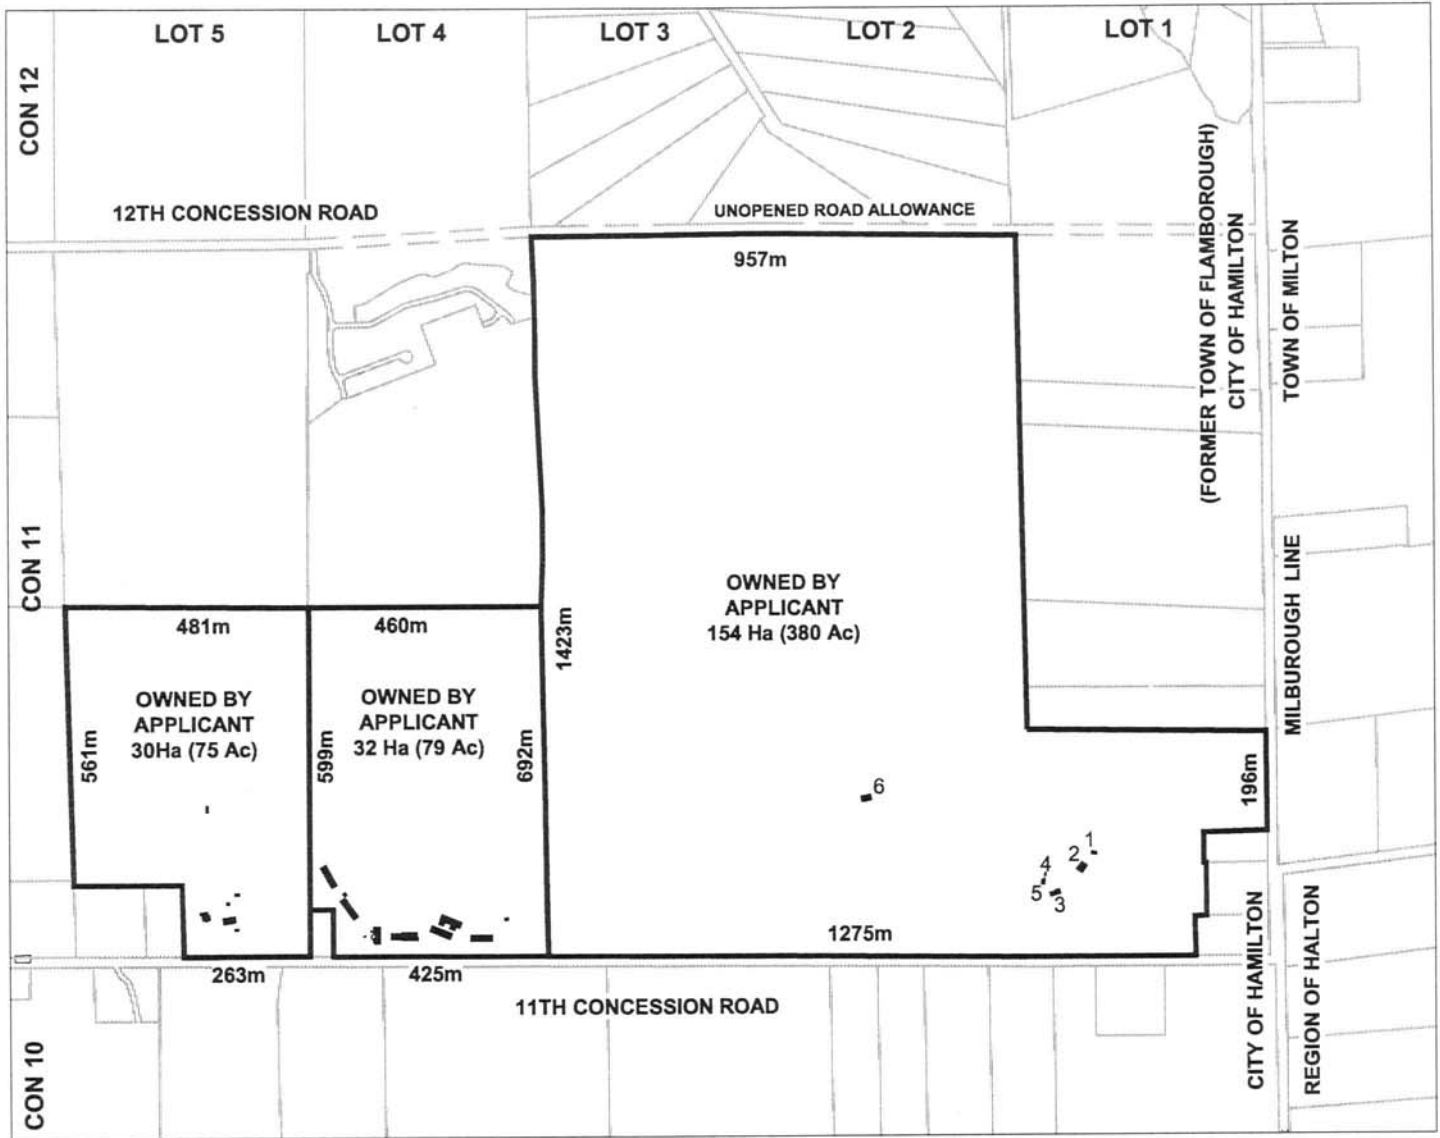 LOT 5
LOT 4
LOT 3
LOT 2
LOT 1
CON 12
12TH CONCESSION ROAD
UNOPENED ROAD ALLOWANCE
957m
(FORMER TOWN OF FLAMBOROUGH)
CITY OF HAMILTON
TOWN OF MILTON
CON 11
MILBURROUGH LINE
481m
460m
1423m
OWNED BY
APPLICANT
154 Ha (380 Ac)
OWNED BY
APPLICANT
30Ha (75 Ac)
OWNED BY
APPLICANT
32 Ha (79 Ac)
561m
599m
692m
196m
6
1
2
4
5
3
1275m
263m
425m
11TH CONCESSION ROAD
CITY OF HAMILTON
REGION OF HALTON
CON 10